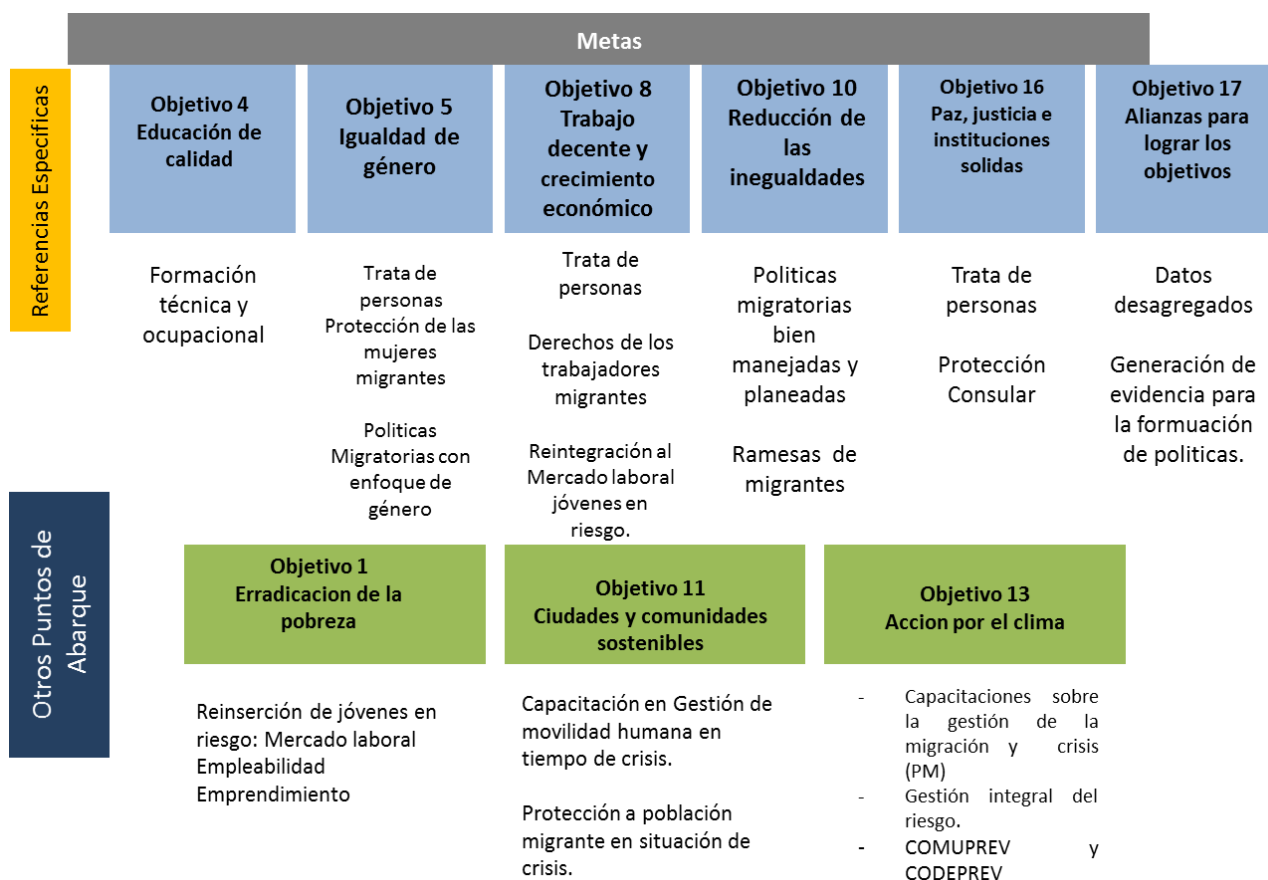 Metas
Referencias Especificas
Objetivo 4
Educación de
calidad
Objetivo 5
Igualdad de
género
Objetivo 8
Trabajo
decente y
crecimiento
económico
Objetivo 10
Reducción de
las
inegualdades
Objetivo 16
Paz, justicia e
instituciones
solidas
Objetivo 17
Alianzas para
lograr los
objetivos
Formación
técnica y
ocupacional
Trata de
personas
Protección de las
mujeres
migrantes
Politicas
Migratorias con
enfoque de
género
Trata de
personas
Derechos de los
trabajadores
migrantes
Reintegración al
Mercado laboral
jóvenes en
riesgo.
Politicas
migratorias
bien
manejadas y
planeadas
Ramesas de
migrantes
Trata de
personas
Protección
Consular
Datos
desagregados
Generación de
evidencia para
la formuación
de politicas.
Otros Puntos de
Abarque
Objetivo 1
Erradicacion de la
pobreza
Objetivo 11
Ciudades y comunidades
sostenibles
Objetivo 13
Accion por el clima
Reinserción de jóvenes en
riesgo: Mercado laboral
Empleabilidad
Emprendimiento
Capacitación en Gestión de
movilidad humana en
tiempo de crisis.
Protección a población
migrante en situación de
crisis.
- Capacitaciones sobre
la gestión de la
migración y crisis
(PM)
- Gestión integral del
riesgo.
- COMUPREV y
CODEPREV